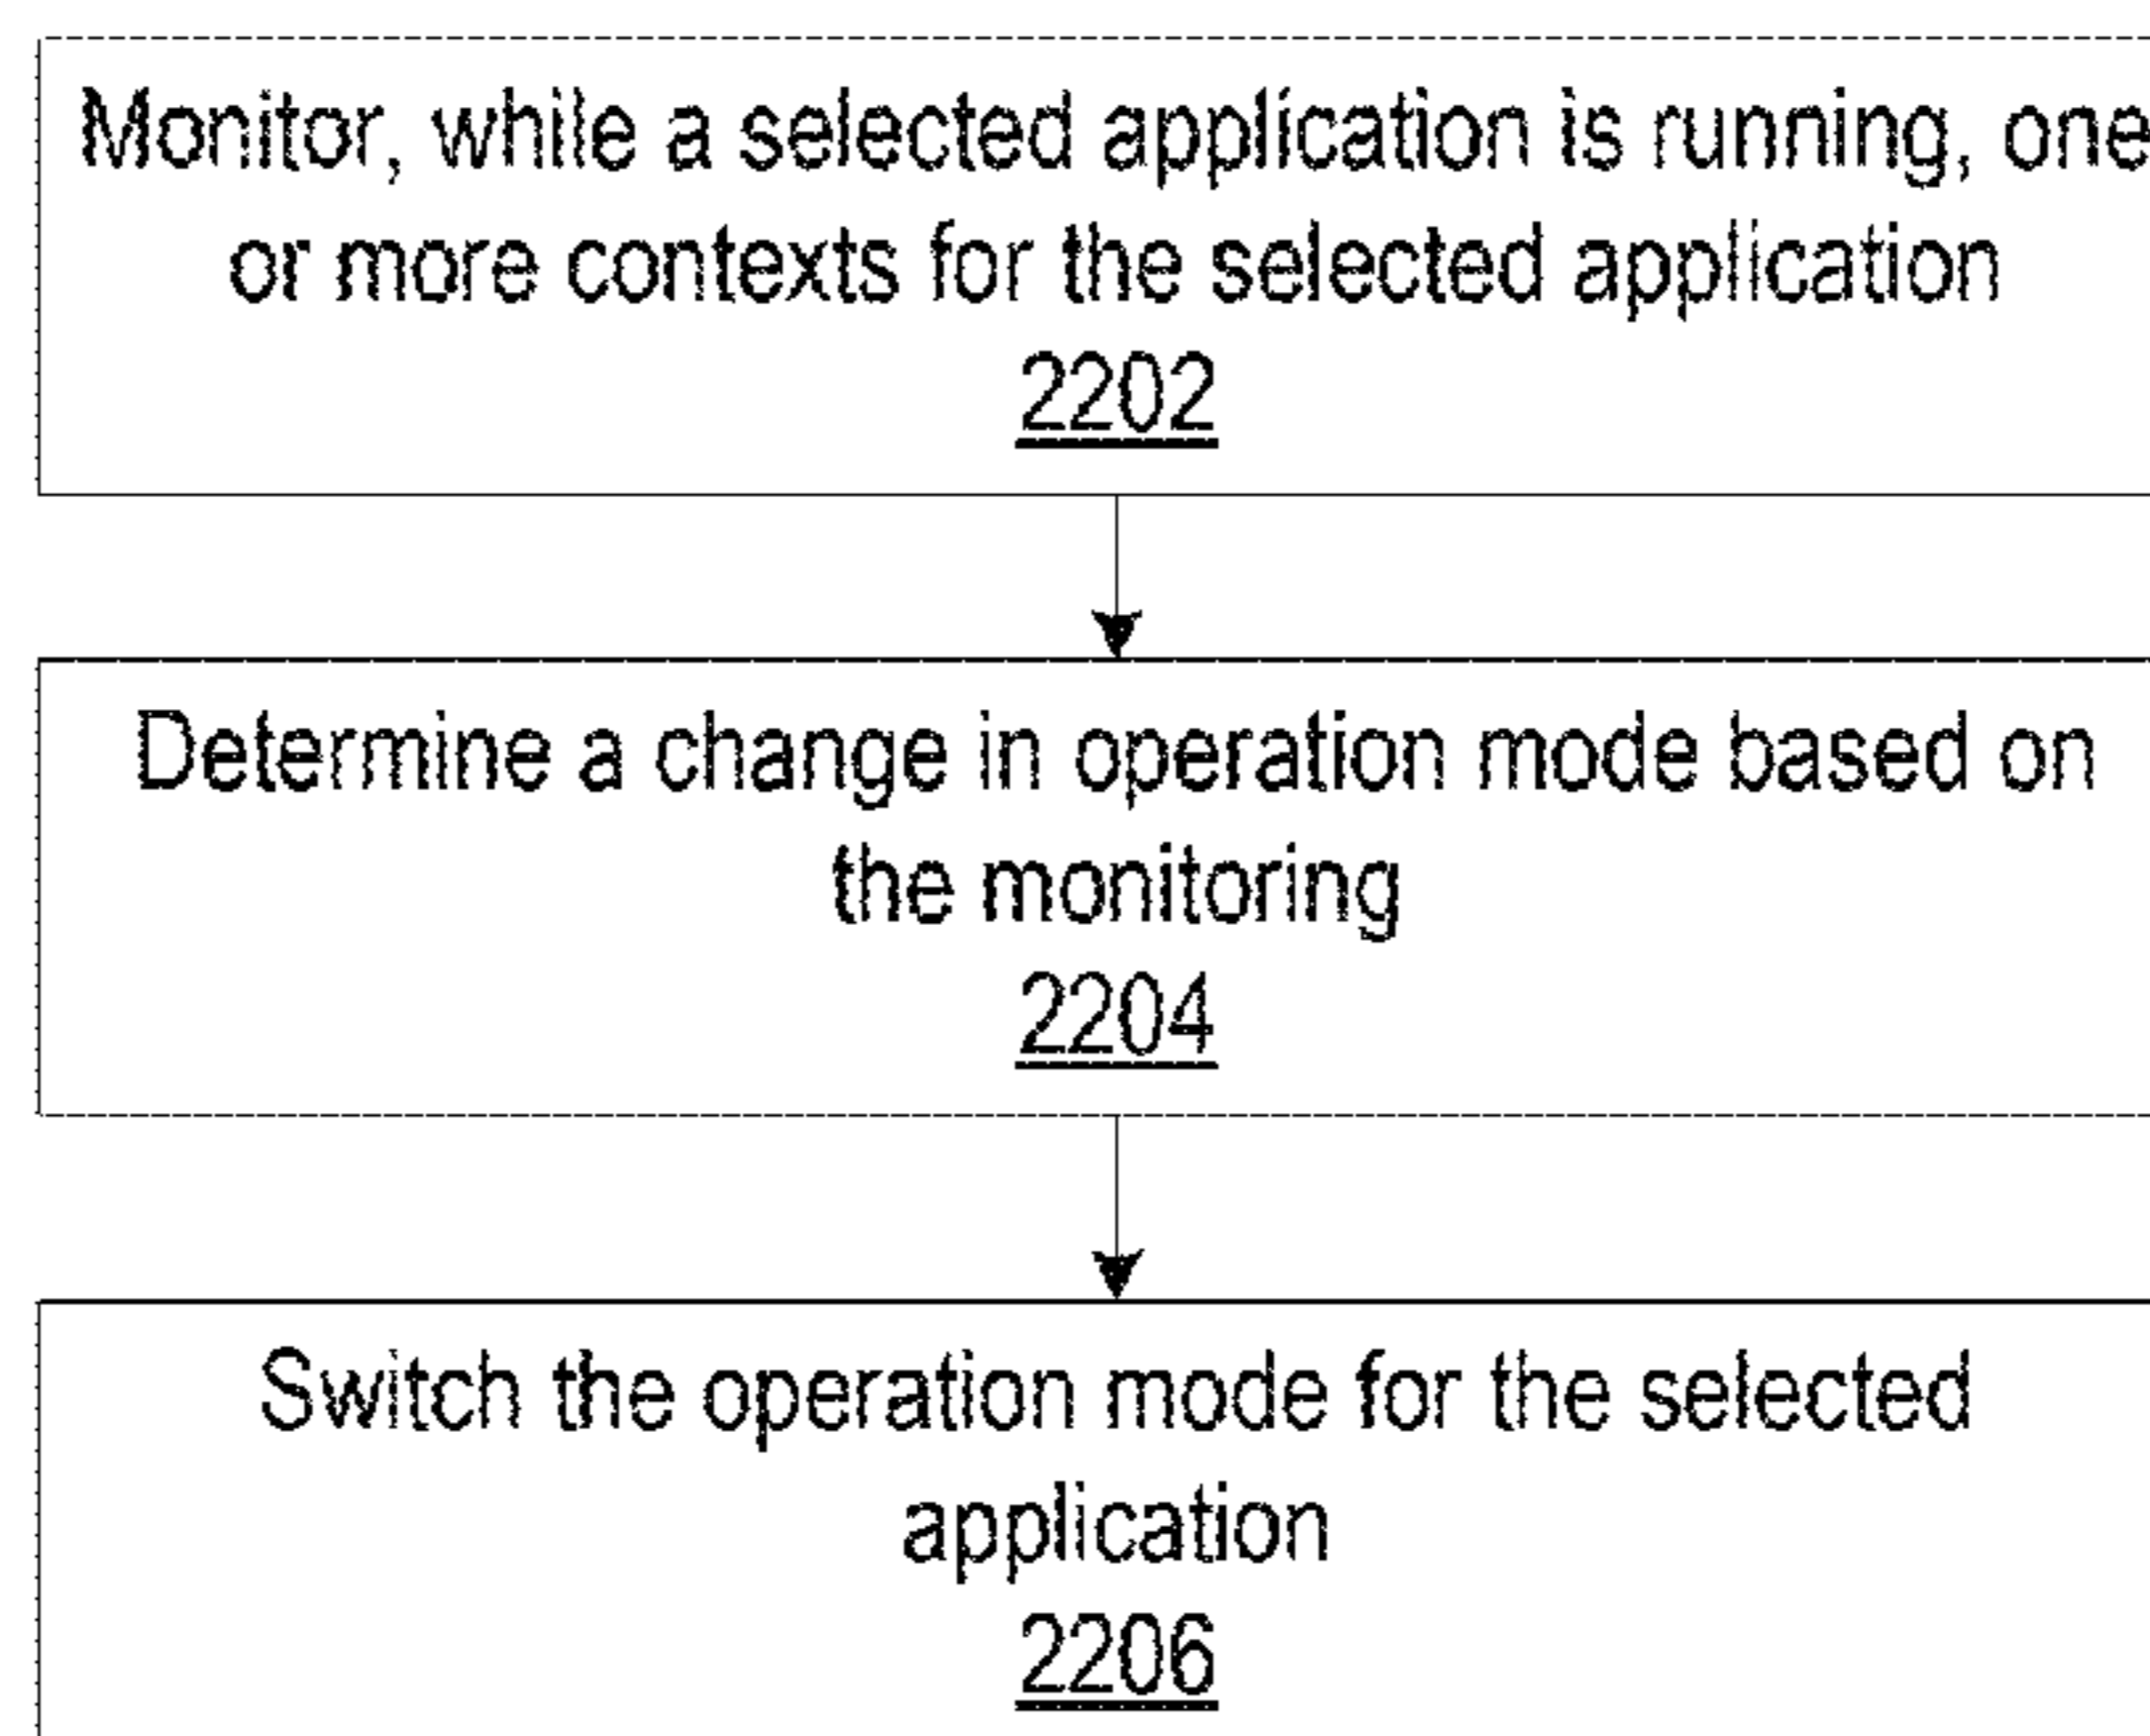 Monitor, while a selected application is running, one
or more contexts for the selected application
2202
Determine a change in operation mode based on
the monitoring
2204
Switch the operation mode for the selected
application
2206